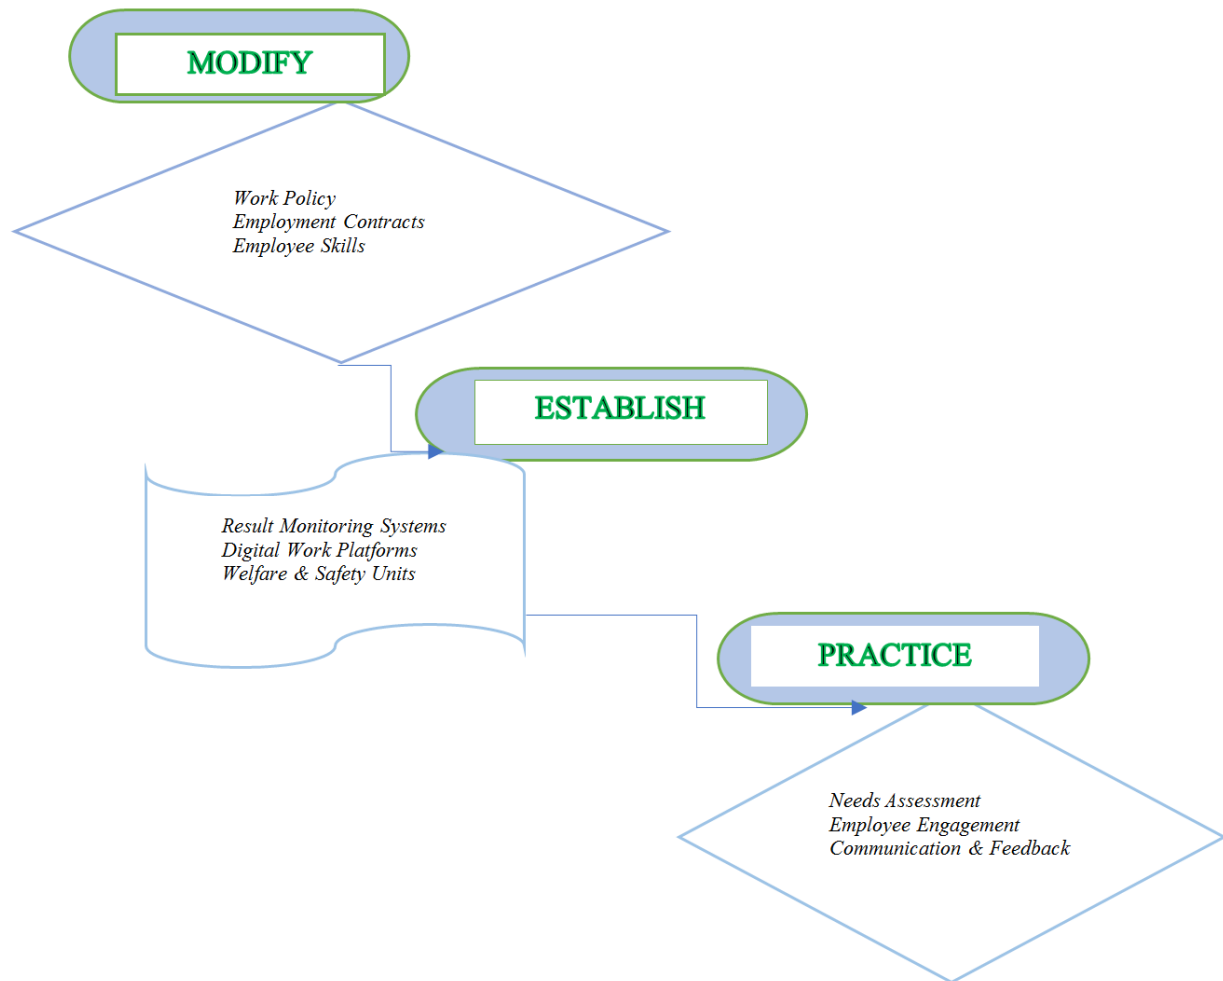 MODIFY
Work Policy
Employment Contracts
Employee Skills
ESTABLISH
Result Monitoring Systems
Digital Work Platforms
Welfare & Safety Units
PRACTICE
Needs Assessment
Employee Engagement
Communication & Feedback